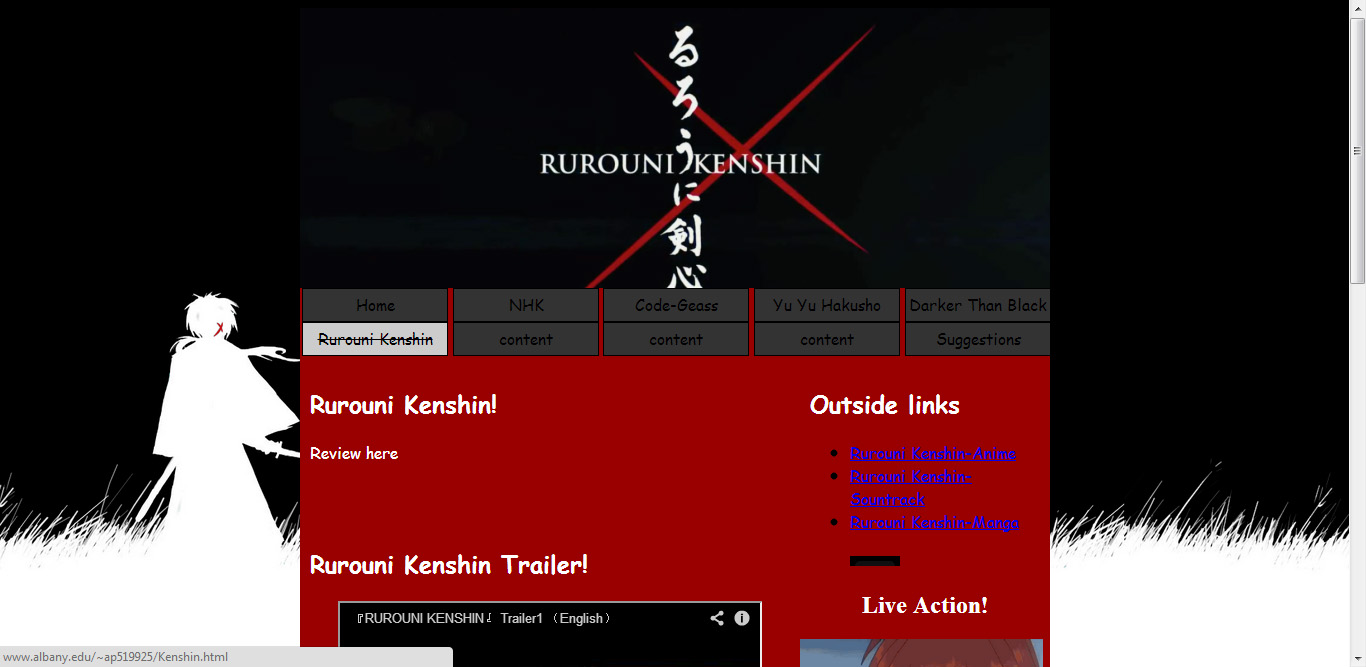 るろうに剣心
RUROUNI KENSHIN
Home
NHK
Code-Geass
Yu Yu Hakusho
Darker Than Black
Rurouni Kenshin
content
content
content
Suggestions
Rurouni Kenshin!
Review here
Rurouni Kenshin Trailer!
『RUROUNI KENSHIN』 Trailer1 （English）
Outside links
Rurouni Kenshin-Anime
Rurouni Kenshin-
Sountrack
Rurouni Kenshin-Manga
Live Action!
www.albany.edu/~ap519925/Kenshin.html